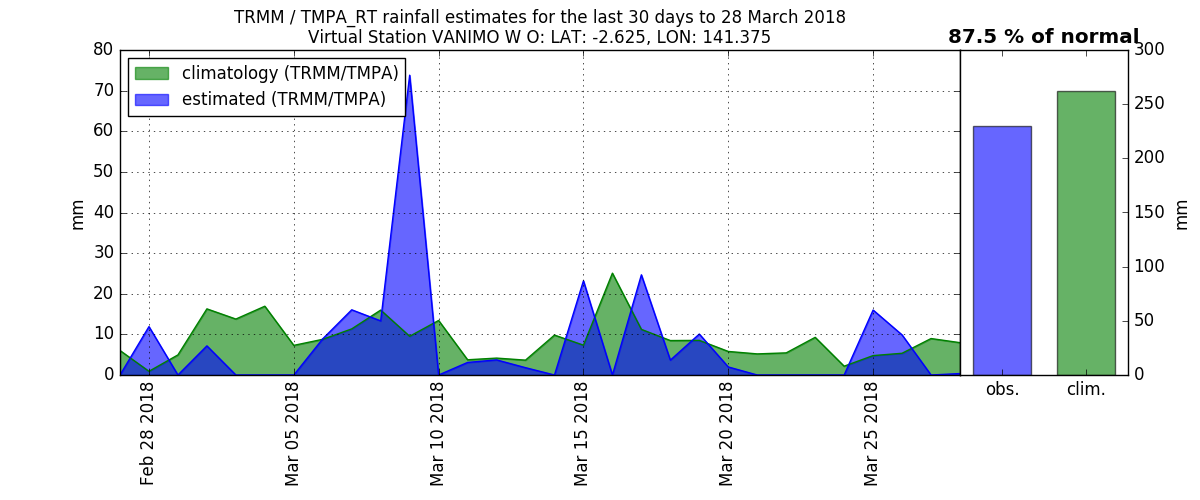 TRMM / TMPA_RT rainfall estimates for the last 30 days to 28 March 2018
Virtual Station VANIMO W O: LAT: -2.625, LON: 141.375
87.5 % of normal
climatology (TRMM/TMPA)
estimated (TRMM/TMPA)
mm
80
70
60
50
40
30
20
10
0
Feb 28 2018
Mar 05 2018
Mar 10 2018
Mar 15 2018
Mar 20 2018
Mar 25 2018
obs.
clim.
300
250
200
150
100
50
0
mm